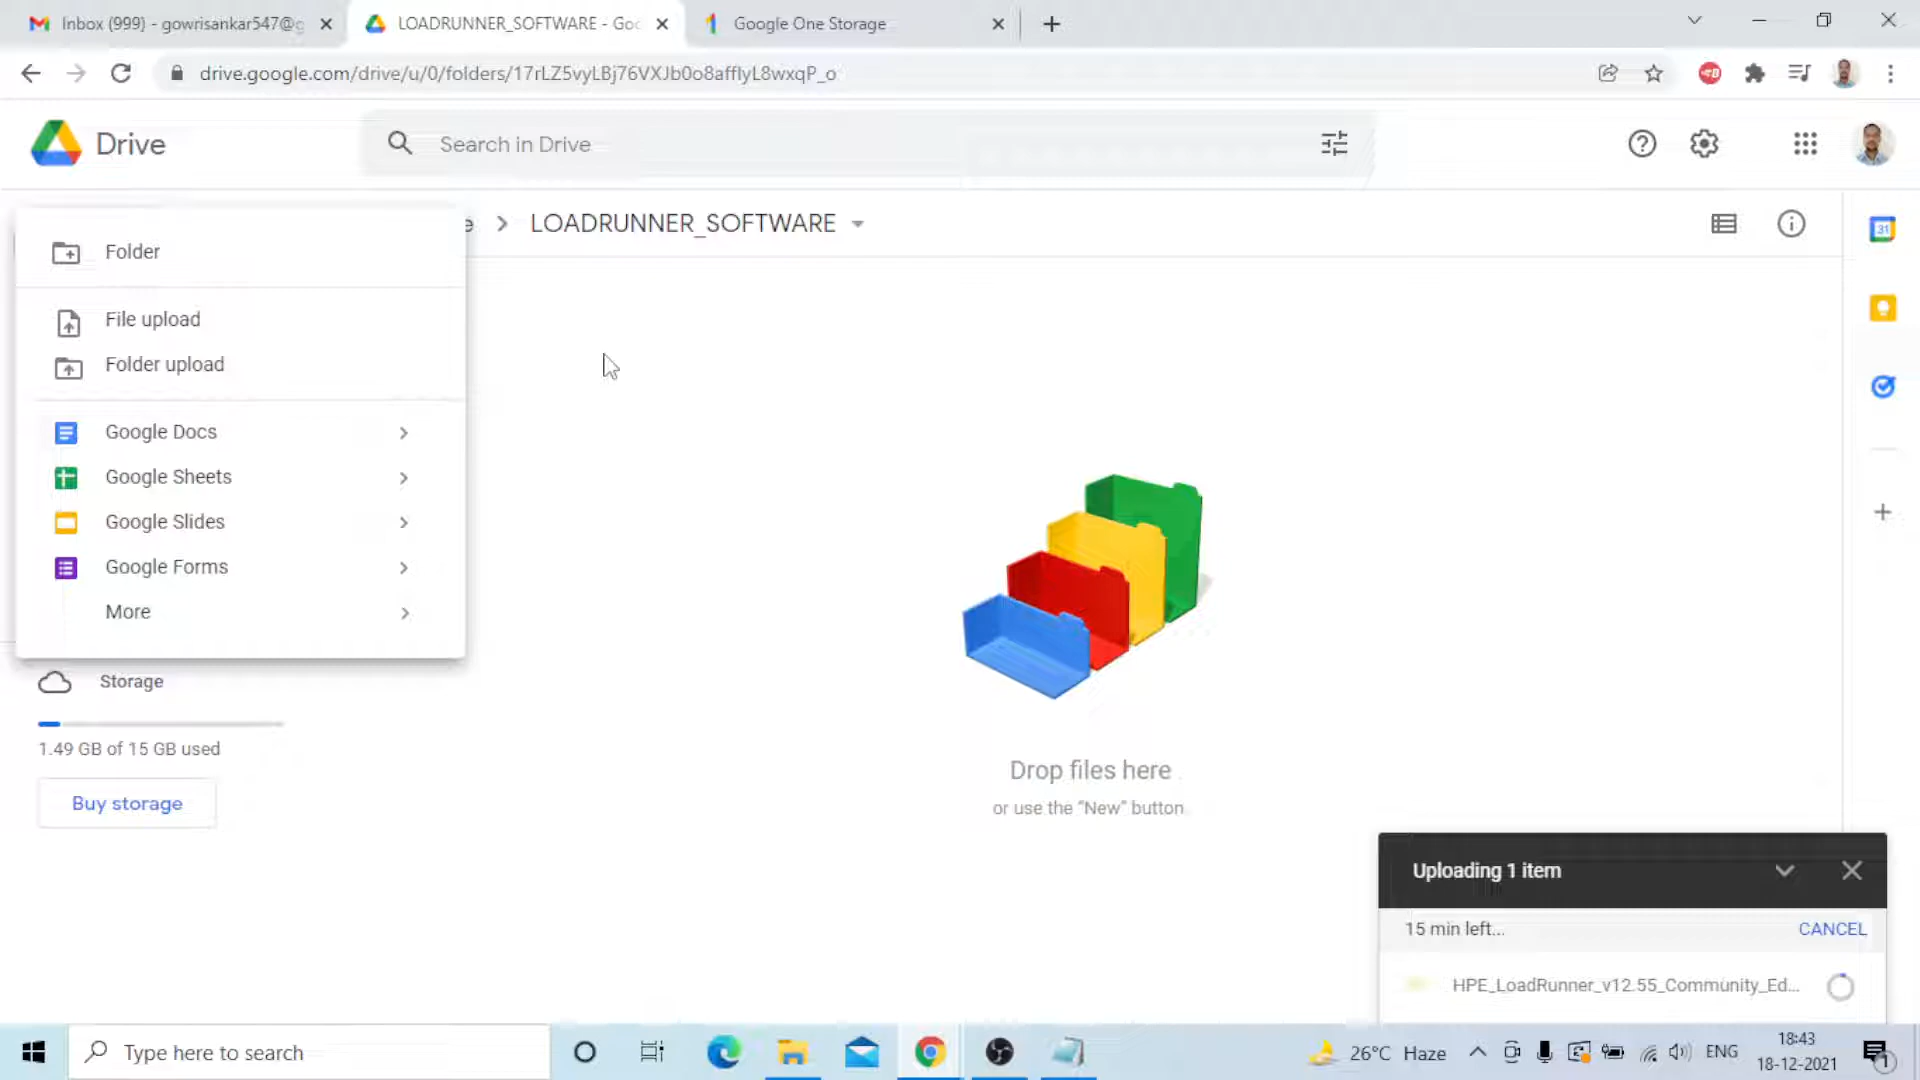 Inbox (999) - gowrisankar547@g
LOADRUNNER_SOFTWARE - Goo
Google One Storage
drive.google.com/drive/u/0/folders/17rLZ5vyLBj76VXJb0o8afflyL8wxqP_o
Drive
Search in Drive
e > LOADRUNNER_SOFTWARE
Folder
File upload
Folder upload
Google Docs
Google Sheets
Google Slides
Google Forms
More
Storage
1.49 GB of 15 GB used
Buy storage
31
Drop files here
or use the “New” button.
Uploading 1 item
15 min left...
CANCEL
HPE_LoadRunner_v12.55_Community_Ed...
Type here to search
26°C Haze
ENG
18:43
18-12-2021
1